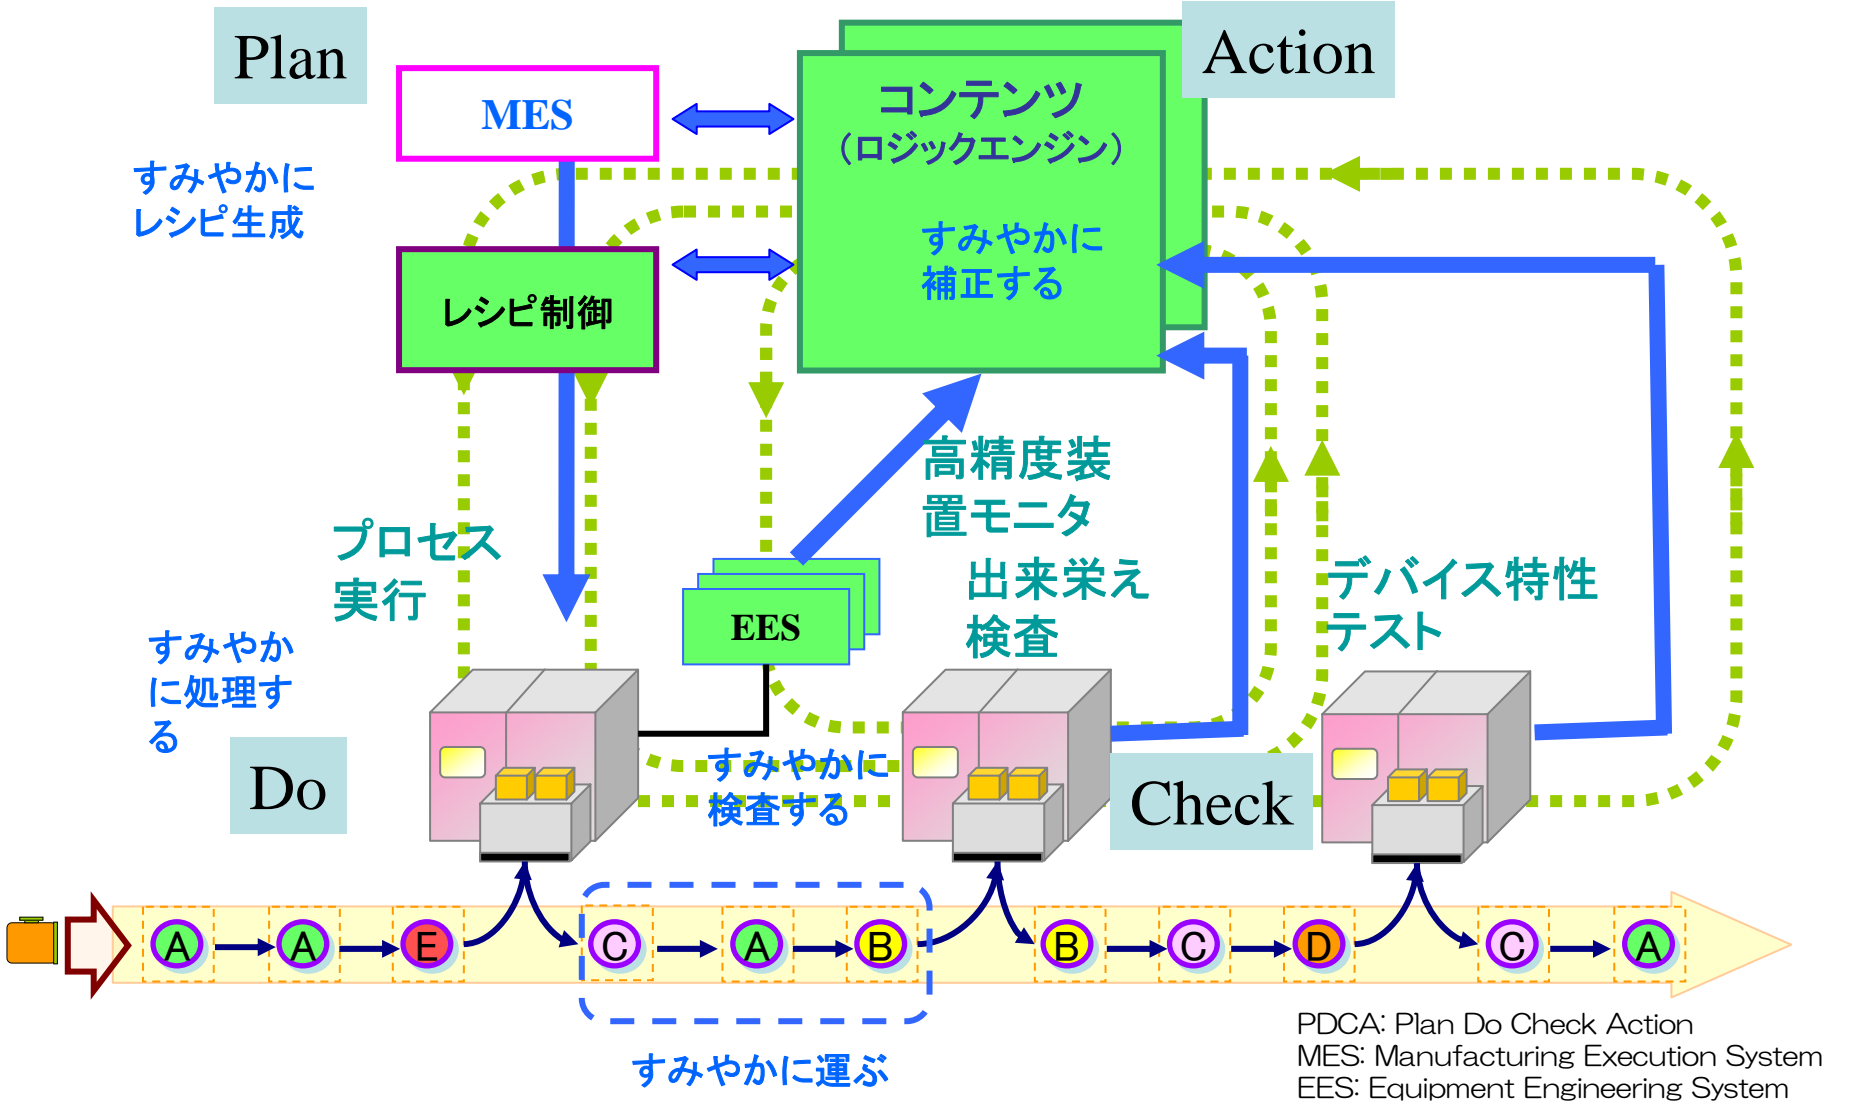 Plan
Action
MES
コンテンツ
（ロジックエンジン）
すみやかに
レシピ生成
すみやかに
補正する
レシピ制御
高精度装
置モニタ
プロセス
実行
出来栄え
検査
デバイス特性
テスト
EES
すみやか
に処理す
る
Do
すみやかに
検査する
Check
A
A
E
C
A
B
B
C
D
C
A
すみやかに運ぶ
PDCA: Plan Do Check Action
MES: Manufacturing Execution System
EES: Equipment Engineering System